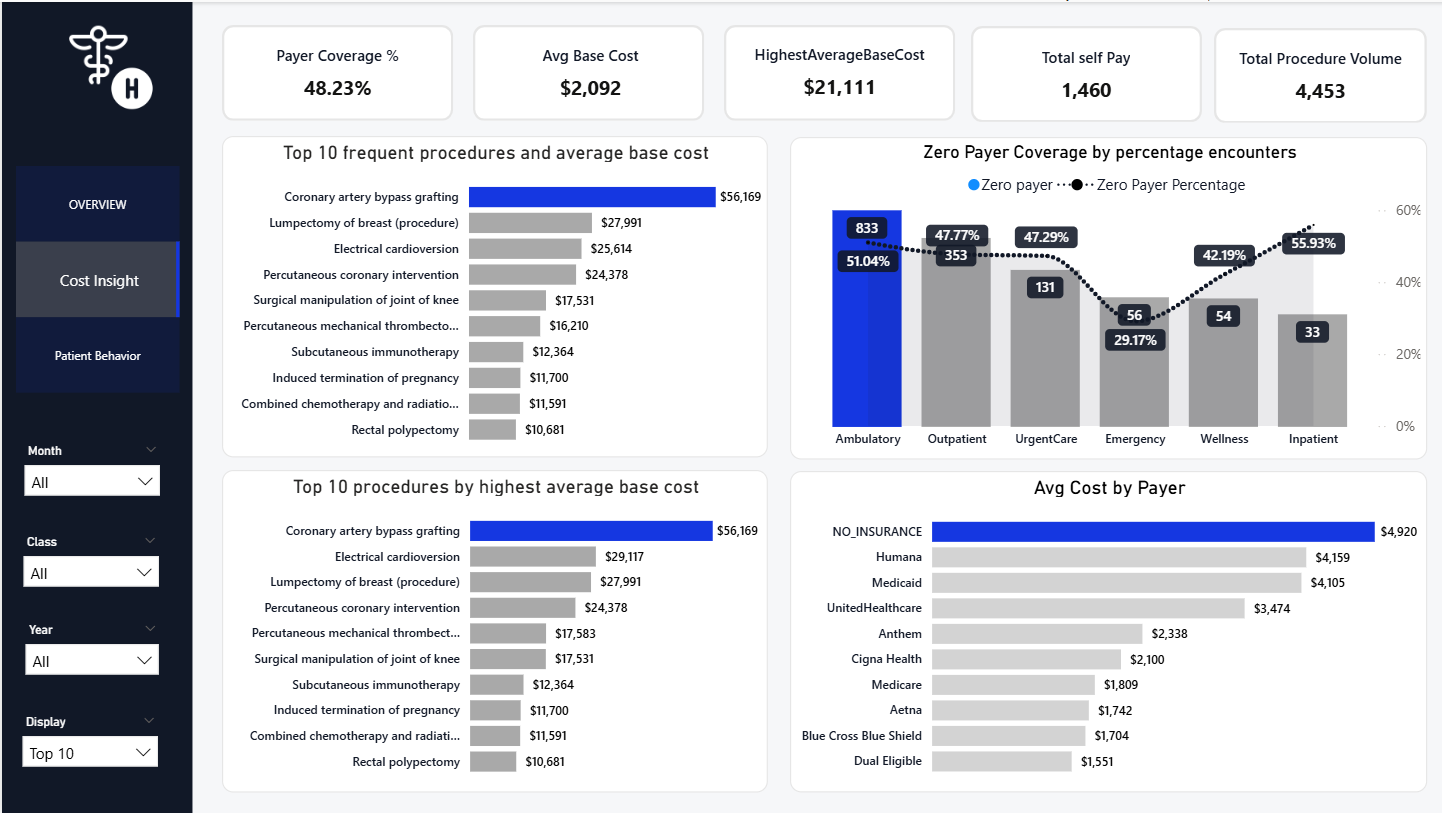 H
OVERVIEW
Cost Insight
Patient Behavior
Month
All
Class
All
Year
All
Display
Top 10
Payer Coverage %
48.23%
Avg Base Cost
$2,092
HighestAverageBaseCost
$21,111
Total self Pay
1,460
Total Procedure Volume
4,453
Top 10 frequent procedures and average base cost
Coronary artery bypass grafting $56,169
Lumpectomy of breast (procedure) $27,991
Electrical cardioversion $25,614
Percutaneous coronary intervention $24,378
Surgical manipulation of joint of knee $17,531
Percutaneous mechanical thrombecto... $16,210
Subcutaneous immunotherapy $12,364
Induced termination of pregnancy $11,700
Combined chemotherapy and radiatio... $11,591
Rectal polypectomy $10,681
Zero Payer Coverage by percentage encounters
Zero payer Zero Payer Percentage
60%
40%
20%
0%
833
51.04%
47.77%
353
47.29%
131
56
29.17%
42.19%
54
55.93%
33
Ambulatory Outpatient UrgentCare Emergency Wellness Inpatient
Top 10 procedures by highest average base cost
Coronary artery bypass grafting $56,169
Electrical cardioversion $29,117
Lumpectomy of breast (procedure) $27,991
Percutaneous coronary intervention $24,378
Percutaneous mechanical thrombect... $17,583
Surgical manipulation of joint of knee $17,531
Subcutaneous immunotherapy $12,364
Induced termination of pregnancy $11,700
Combined chemotherapy and radiati... $11,591
Rectal polypectomy $10,681
Avg Cost by Payer
NO_INSURANCE $4,920
Humana $4,159
Medicaid $4,105
UnitedHealthcare $3,474
Anthem $2,338
Cigna Health $2,100
Medicare $1,809
Aetna $1,742
Blue Cross Blue Shield $1,704
Dual Eligible $1,551